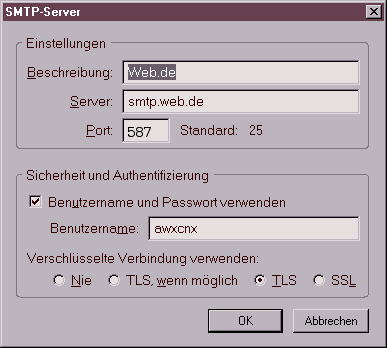 SMTP-Server
Einstellungen
Beschreibung: Web.de
Server: smtp.web.de
Port: 587 Standard: 25
Sicherheit und Authentifizierung
Benutzername und Passwort verwenden
Benutzername: awxcnx
Verschlüsselte Verbindung verwenden:
Nie TLS, wenn möglich TLS SSL
OK Abbrechen